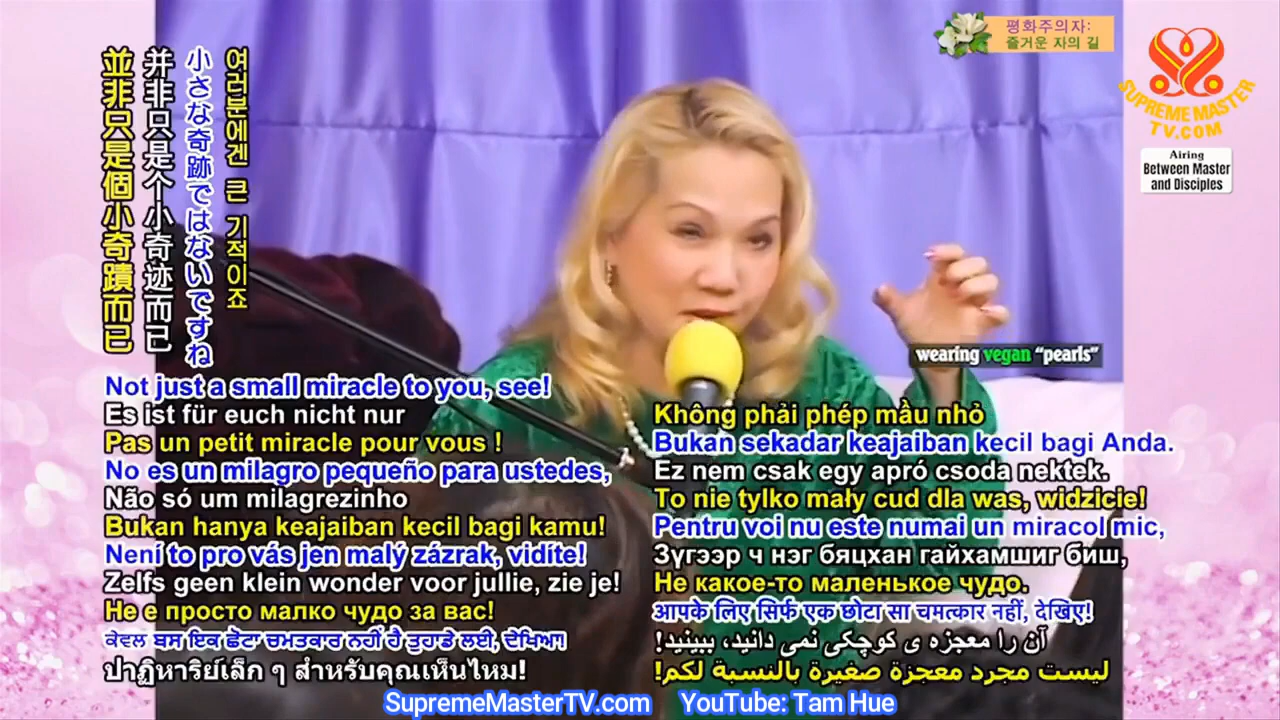 평화주의자:
즐거운 자의 길
SUPREME MASTER
TV.COM
Airing
Between Master
and Disciples
並非只是個小奇蹟而已
并非只是个小奇迹而已
小さな奇跡ではないですね
여러분에겐 큰 기적이죠
wearing vegan “pearls”
Not just a small miracle to you, see!
Es ist für euch nicht nur
Pas un petit miracle pour vous !
No es un milagro pequeño para ustedes,
Não só um milagrezinho
Bukan hanya keajaiban kecil bagi kamu!
Není to pro vás jen malý zázrak, vidíte!
Zelfs geen klein wonder voor jullie, zie je!
Не е просто малко чудо за вас!
ਕੇਵਲ ਬਸ ਇਕ ਛੋਟਾ ਚਮਤਕਾਰ ਨਹੀਂ ਹੈ ਤੁਹਾਡੇ ਲਈ, ਦੇਖਿਆ!
ปาฏิหาริย์เล็ก ๆ สำหรับคุณเห็นไหม!
Không phải phép mầu nhỏ
Bukan sekadar keajaiban kecil bagi Anda.
Ez nem csak egy apró csoda nektek.
To nie tylko mały cud dla was, widzicie!
Pentru voi nu este numai un miracol mic,
Зүгээр ч нэг бяцхан гайхамшиг биш,
Не какое-то маленькое чудо.
आपके लिए सिर्फ एक छोटा सा चमत्कार नहीं, देखिए!
آن را معجزه ی کوچکی نمی دانید، ببینید!
ليست مجرد معجزة صغيرة بالنسبة لكم!
SupremeMasterTV.com YouTube: Tam Hue